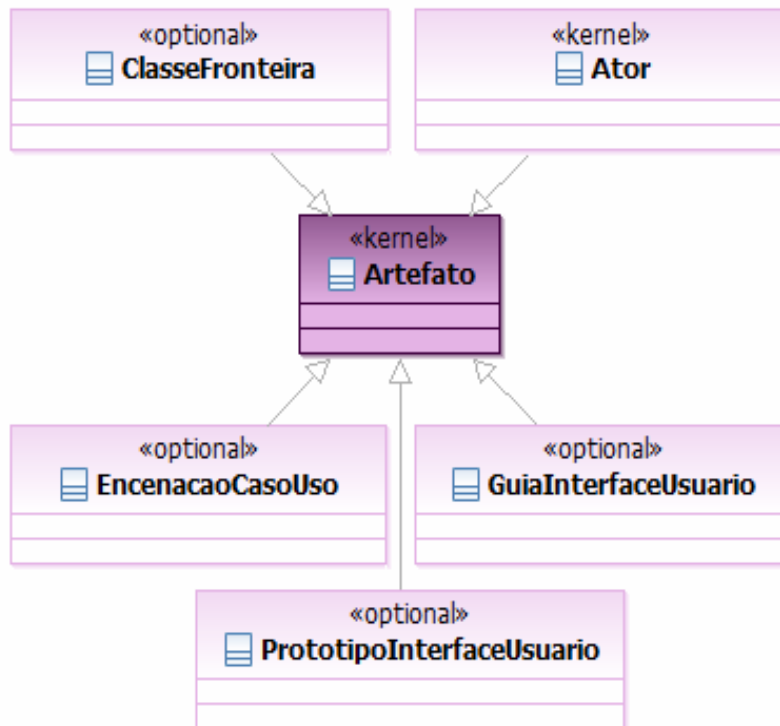 «optional»
ClasseFronteira
«kernel»
Ator
«kernel»
Artefato
«optional»
EncenacaoCasoUso
«optional»
GuiaInterfaceUsuario
«optional»
PrototipoInterfaceUsuario